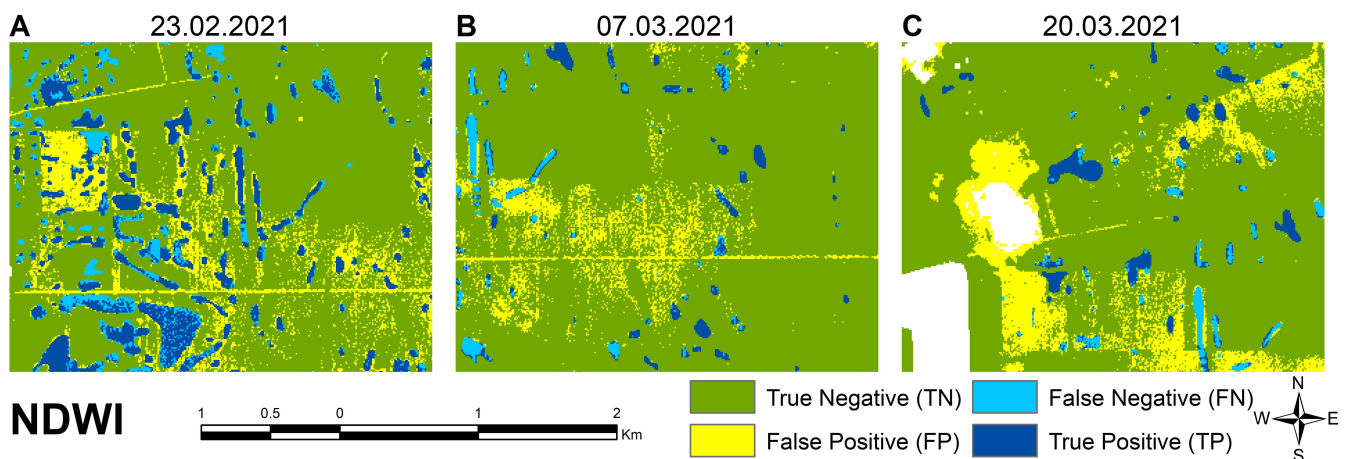 A 23.02.2021
B 07.03.2021
C 20.03.2021
NDWI
1 0.5 0 1 2
Km
True Negative (TN)
False Negative (FN)
False Positive (FP)
True Positive (TP)
N
W E
S